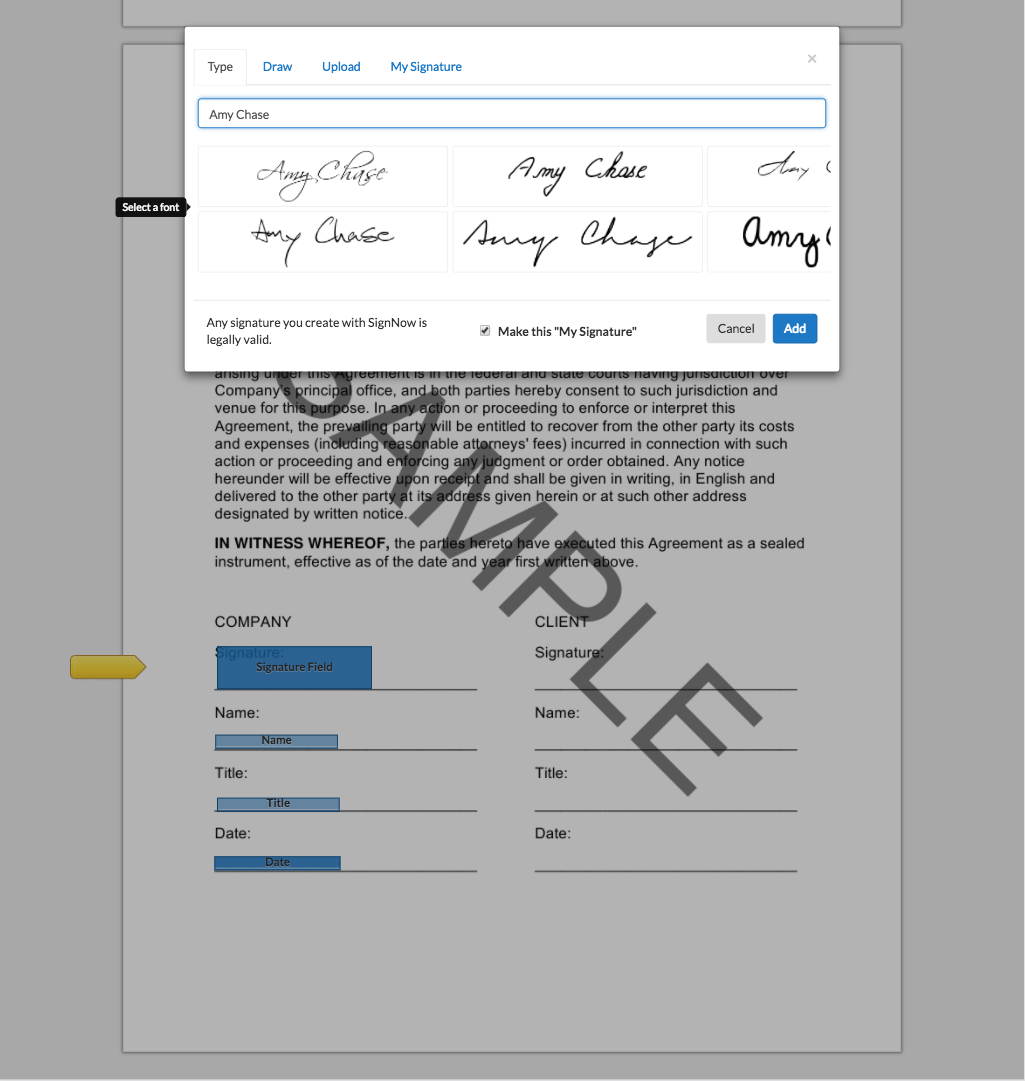 Type Draw Upload My Signature ×
Amy Chase
Amy Chase Amy Chase Amy
Select a font
Amy Chase Amy Chase Amy
Any signature you create with SignNow is
legally valid.
Make this "My Signature"
Cancel Add
arising under this Agreement is in the federal and state courts having jurisdiction over
Company's principal office, and both parties hereby consent to such jurisdiction and
venue for this purpose. In any action or proceeding to enforce or interpret this
Agreement, the prevailing party will be entitled to recover from the other party its costs
and expenses (including reasonable attorneys' fees) incurred in connection with such
action or proceeding and enforcing any judgment or order obtained. Any notice
hereunder will be effective upon receipt and shall be given in writing, in English and
delivered to the other party at its address given herein or at such other address
designated by written notice.
SAMPLE
IN WITNESS WHEREOF, the parties hereto have executed this Agreement as a sealed
instrument, effective as of the date and year first written above.
COMPANY CLIENT
Signature: Signature:
Signature Field
Name: Name:
Name
Title: Title:
Title
Date: Date:
Date